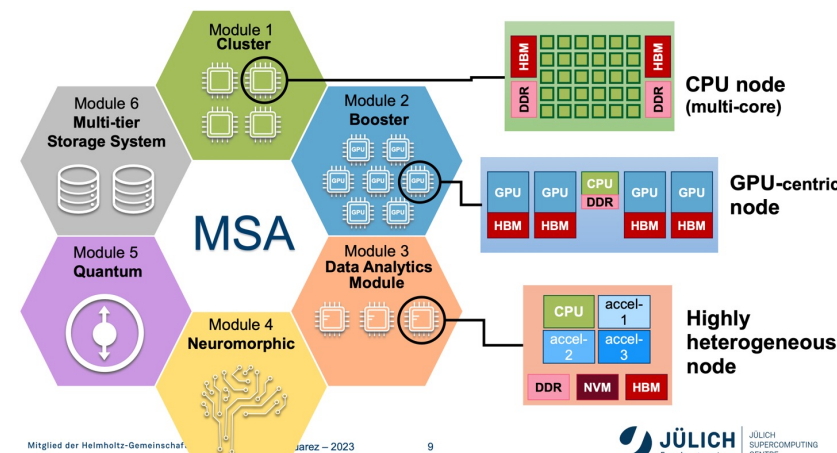 Module 1
Cluster
Module 6
Multi-tier
Storage System
Module 2
Booster
GPU
GPU
GPU
GPU
GPU
GPU
GPU
MSA
Module 5
Quantum
Module 3
Data Analytics
Module
Module 4
Neuromorphic
HBM
DDR
HBM
DDR
CPU node
(multi-core)
GPU
HBM
GPU
HBM
CPU
DDR
GPU
HBM
GPU
HBM
GPU-centric
node
CPU
accel-
1
accel-
2
accel-
3
DDR
NVM
HBM
Highly
heterogeneous
node
Mitglied der Helmholtz-Gemeinschaf
uarez – 2023
9
JÜLICH
JÜLICH
SUPERCOMPUTING
CENTRE